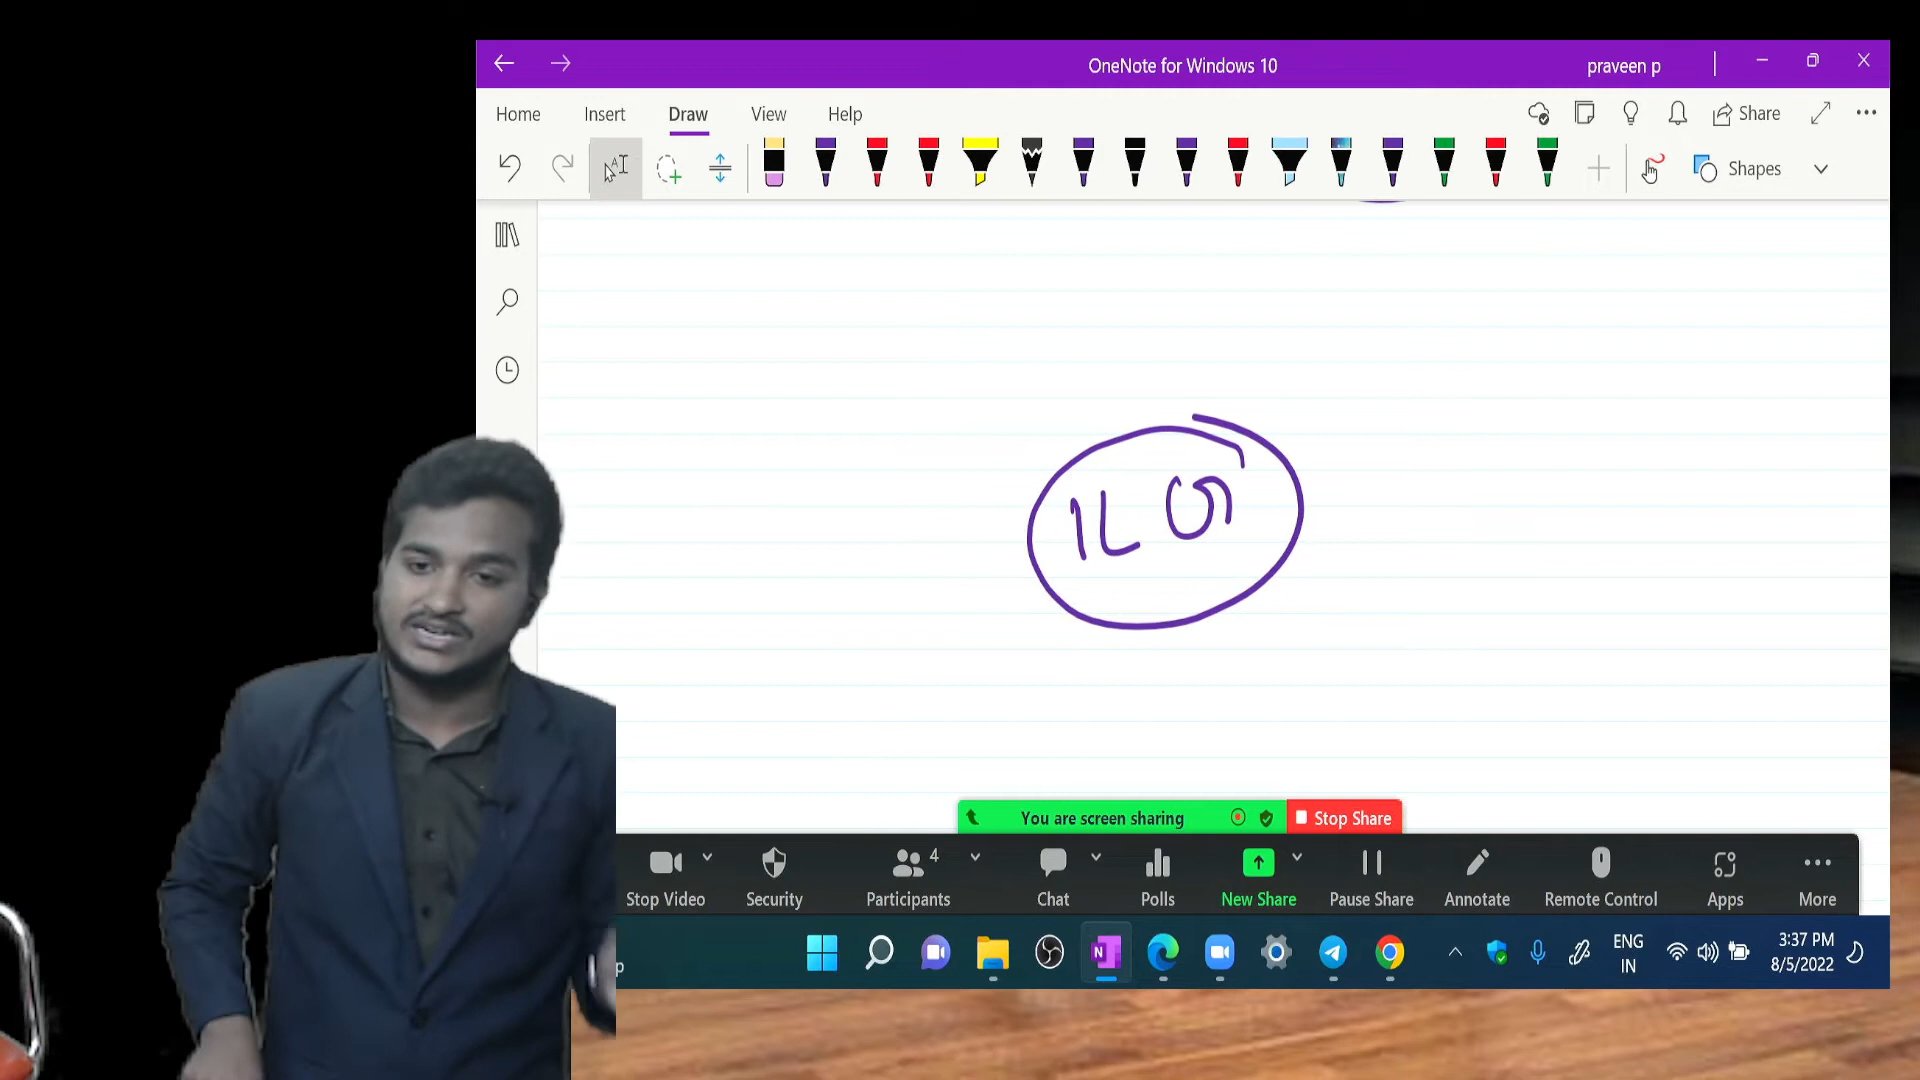 OneNote for Windows 10
praveen p
Home Insert Draw View Help
Share
Shapes
You are screen sharing
Stop Share
4
Stop Video Security Participants Chat Polls New Share Pause Share Annotate Remote Control Apps More
ENG
IN
3:37 PM
8/5/2022